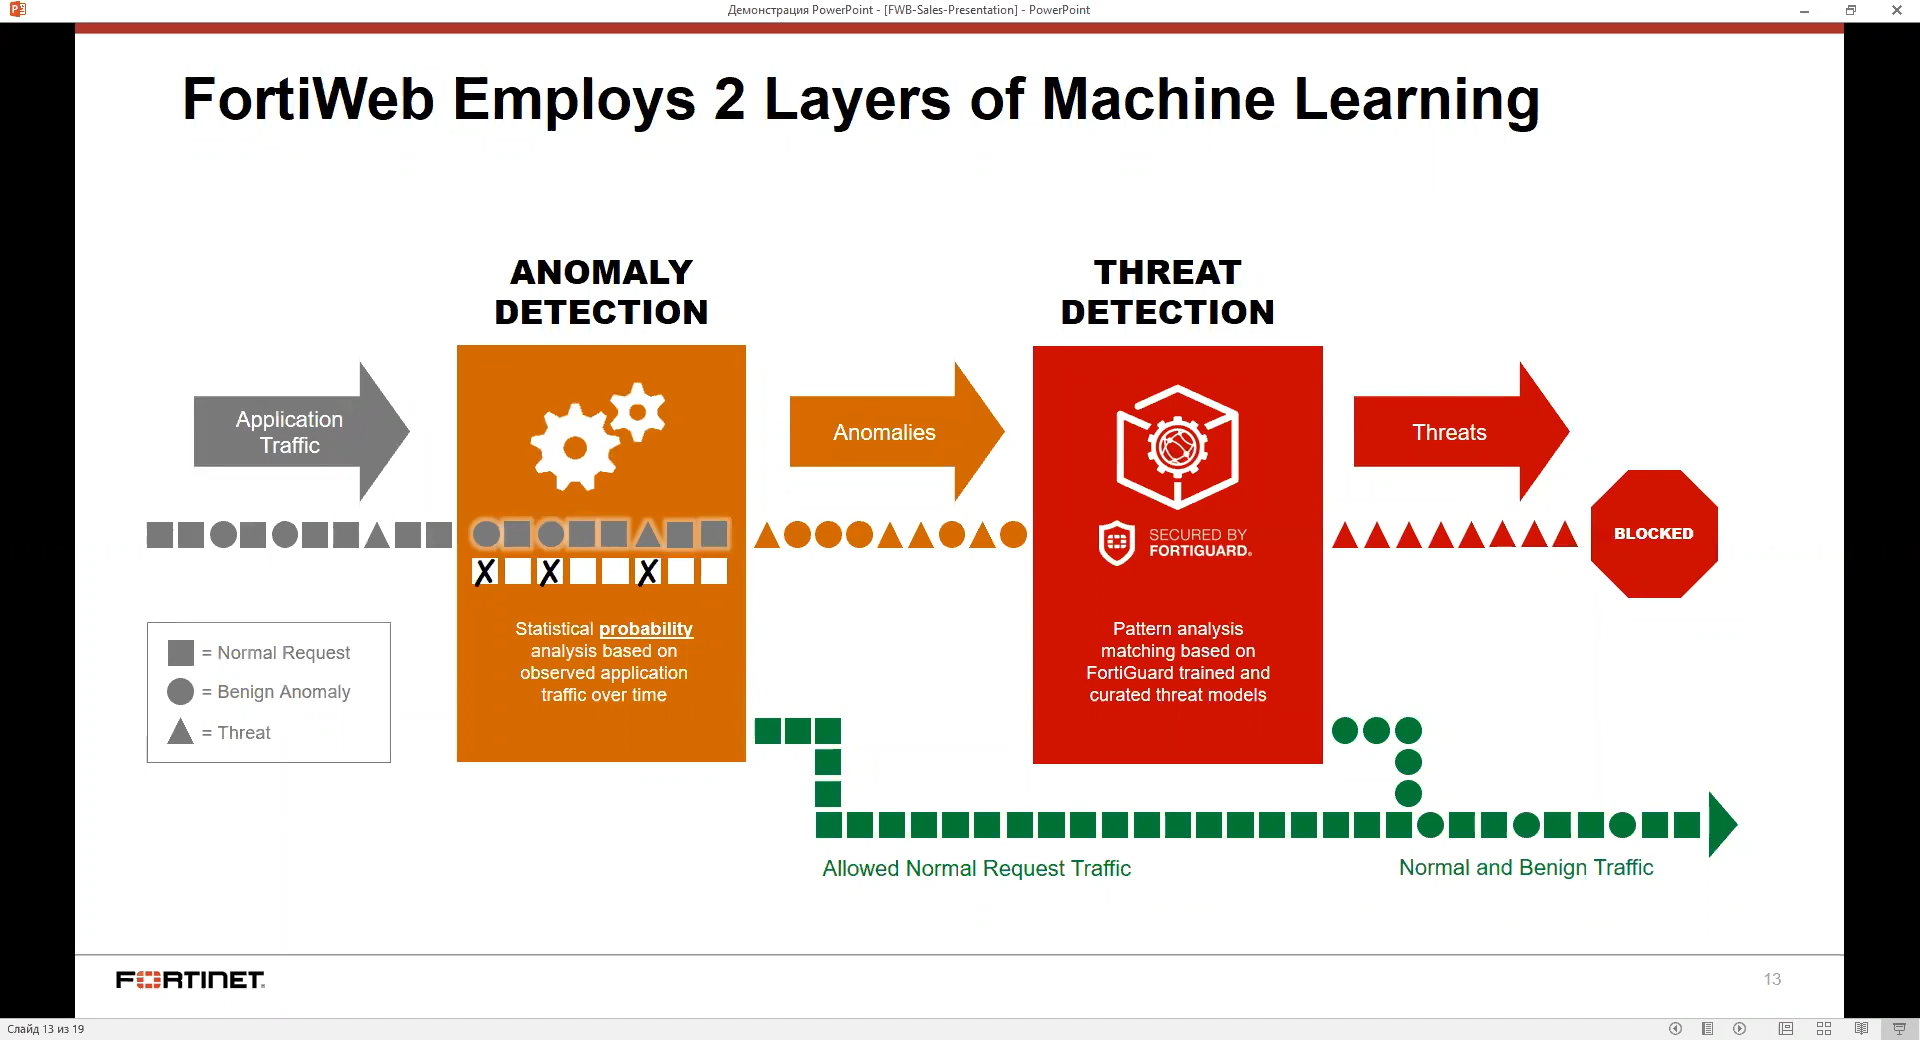 Демонстрация PowerPoint - [FWB-Sales-Presentation] - PowerPoint
FortiWeb Employs 2 Layers of Machine Learning
ANOMALY
DETECTION
THREAT
DETECTION
Application
Traffic
Anomalies
Threats
SECURED BY
FORTIGUARD®
BLOCKED
X X X
Statistical probability
analysis based on
observed application
traffic over time
Pattern analysis
matching based on
FortiGuard trained and
curated threat models
= Normal Request
= Benign Anomaly
= Threat
Allowed Normal Request Traffic
Normal and Benign Traffic
FORTINET®
13
Слайд 13 из 19